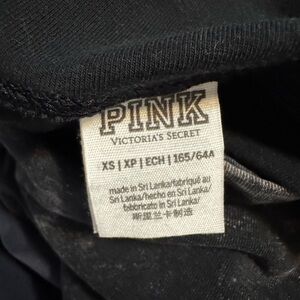 PINK
VICTORIA'S SECRET
XS | XP | ECH | 165/64A
made in Sri Lanka/fabriqué au
Sri Lanka/hecho en Sri Lanka/
fabbricato in Sri Lanka/
斯里兰卡制造